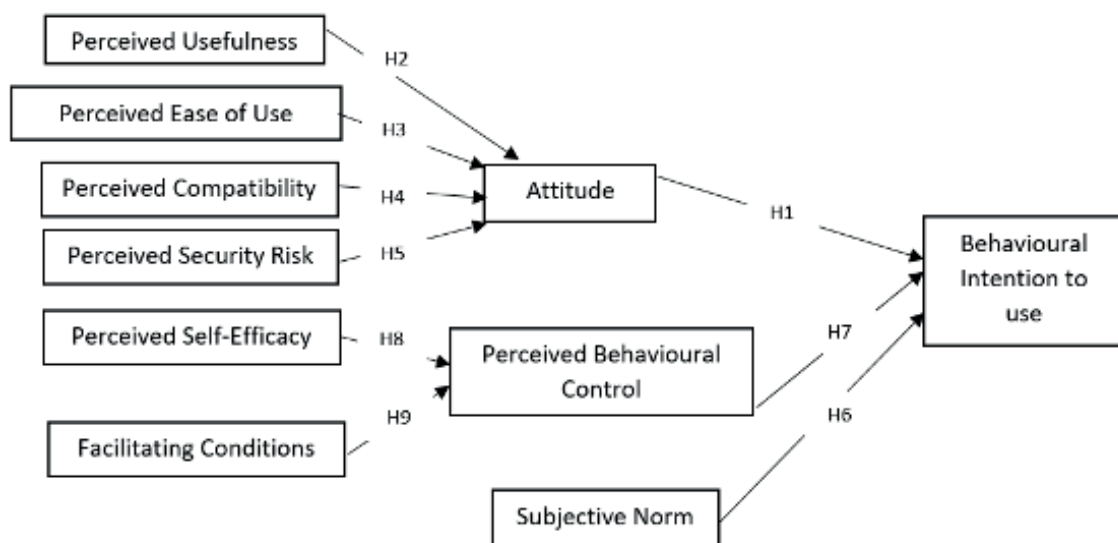 Perceived Usefulness
H2
Perceived Ease of Use
H3
Perceived Compatibility
H4
Attitude
H1
Perceived Security Risk
H5
Behavioural
Intention to
use
Perceived Self-Efficacy
H8
Perceived Behavioural
Control
H7
Facilitating Conditions
H9
H6
Subjective Norm